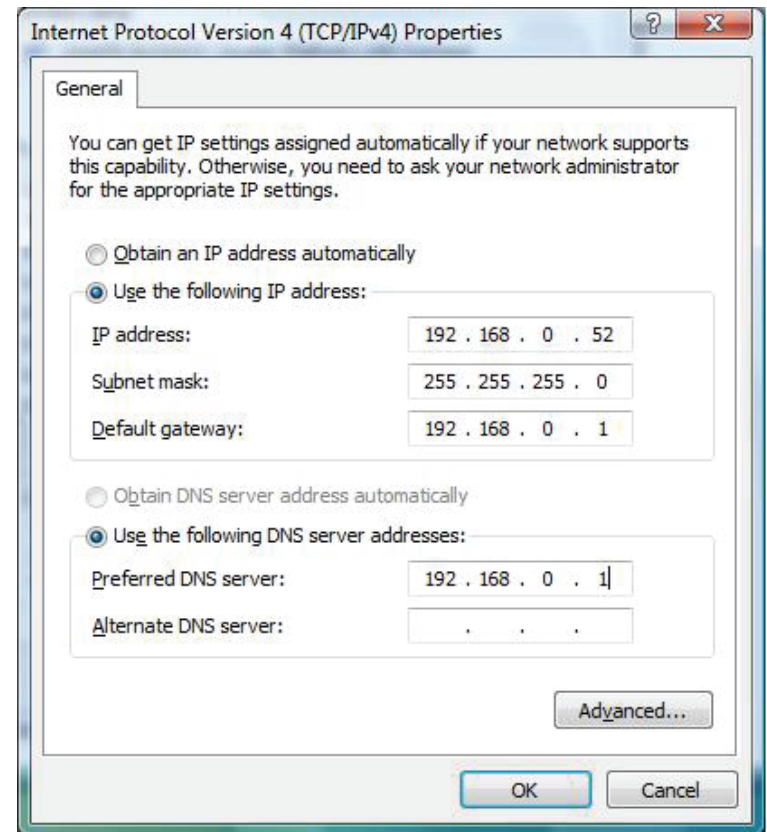 Internet Protocol Version 4 (TCP/IPv4) Properties
General
You can get IP settings assigned automatically if your network supports
this capability. Otherwise, you need to ask your network administrator
for the appropriate IP settings.
Obtain an IP address automatically
Use the following IP address:
IP address: 192 . 168 . 0 . 52
Subnet mask: 255 . 255 . 255 . 0
Default gateway: 192 . 168 . 0 . 1
Obtain DNS server address automatically
Use the following DNS server addresses:
Preferred DNS server: 192 . 168 . 0 . 1
Alternate DNS server: . . .
Advanced...
OK Cancel